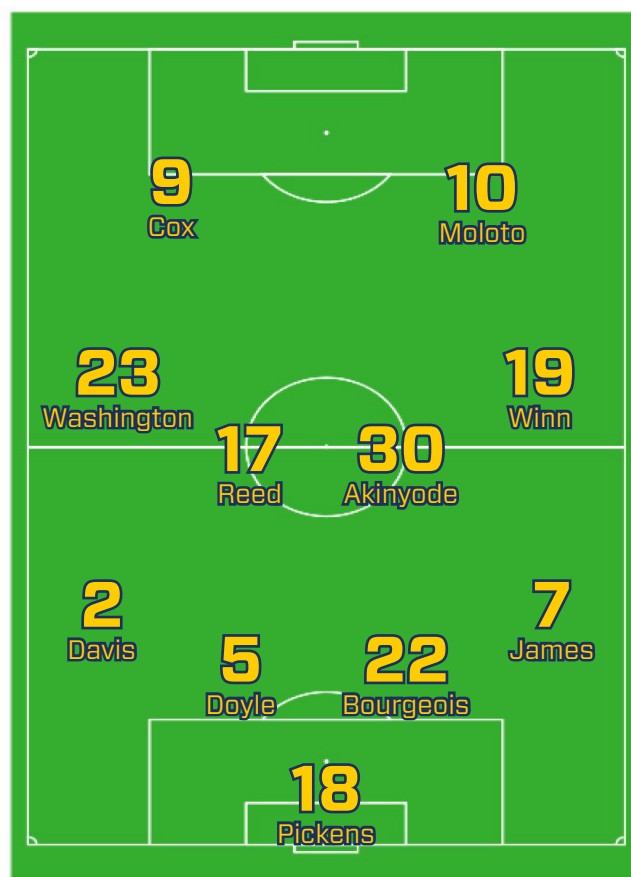 9
Cox
10
Moloto
23
Washington
19
Winn
17
Reed
30
Akinyode
2
Davis
7
James
5
Doyle
22
Bourgeois
18
Pickens